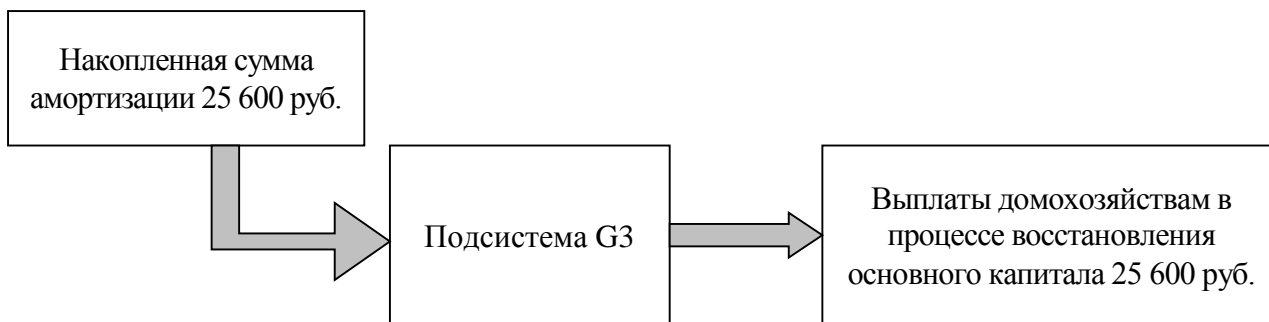 Накопленная сумма
амортизации 25 600 руб.
Подсистема G3
Выплаты домохозяйствам в
процессе восстановления
основного капитала 25 600 руб.